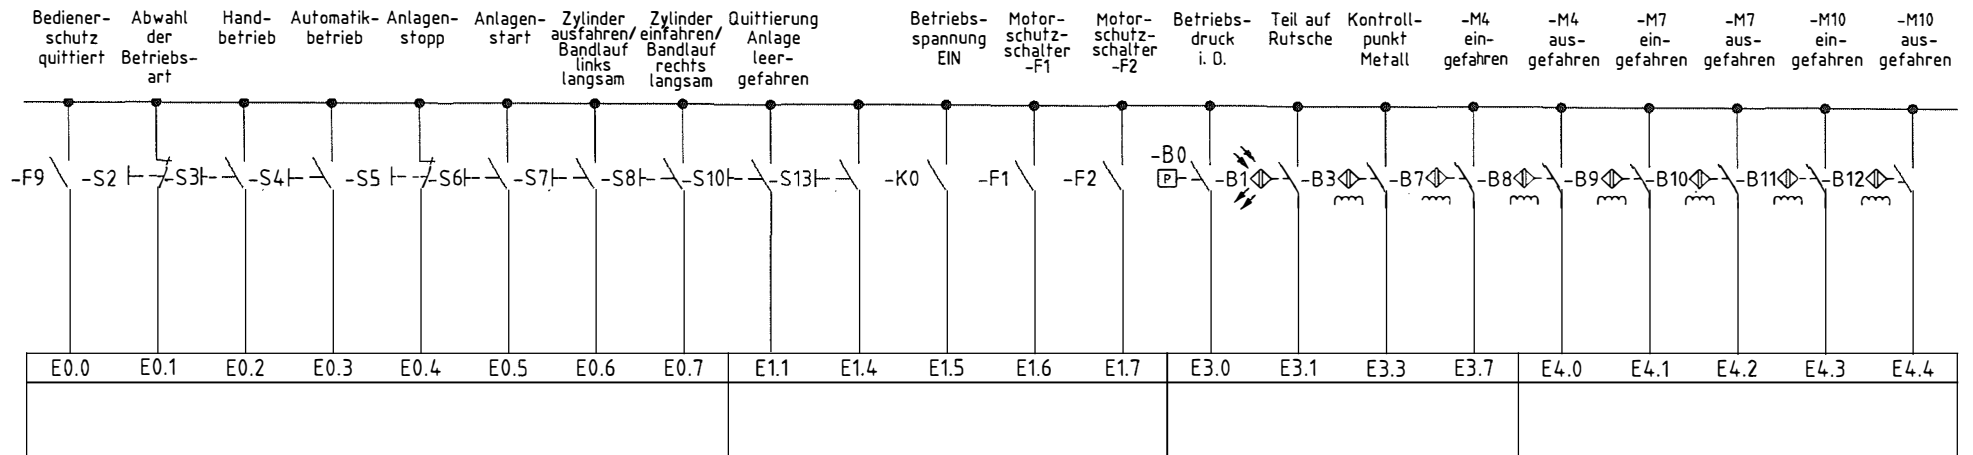 Bediener-
schutz
quittiert
Abwahl
der
Betriebs-
art
Hand-
betrieb
Automatik-
betrieb
Anlagen-
stopp
Anlagen-
start
Zylinder
ausfahren/
Bandlauf
links
langsam
Zylinder
einfahren/
Bandlauf
rechts
langsam
Quittierung
Anlage
leer-
gefahren
Betriebs-
spannung
EIN
Motor-
schutz-
schalter
-F1
Motor-
schutz-
schalter
-F2
Betriebs-
druck
i. O.
Teil auf
Rutsche
Kontroll-
punkt
Metall
-M4
ein-
gefahren
-M4
aus-
gefahren
-M7
ein-
gefahren
-M7
aus-
gefahren
-M10
ein-
gefahren
-M10
aus-
gefahren
-F9
-S2
-S3
-S4
-S5
-S6
-S7
-S8
-S10
-S13
-K0
-F1
-F2
-B0
P
-B1
-B3
-B7
-B8
-B9
-B10
-B11
-B12
E0.0
E0.1
E0.2
E0.3
E0.4
E0.5
E0.6
E0.7
E1.1
E1.4
E1.5
E1.6
E1.7
E3.0
E3.1
E3.3
E3.7
E4.0
E4.1
E4.2
E4.3
E4.4